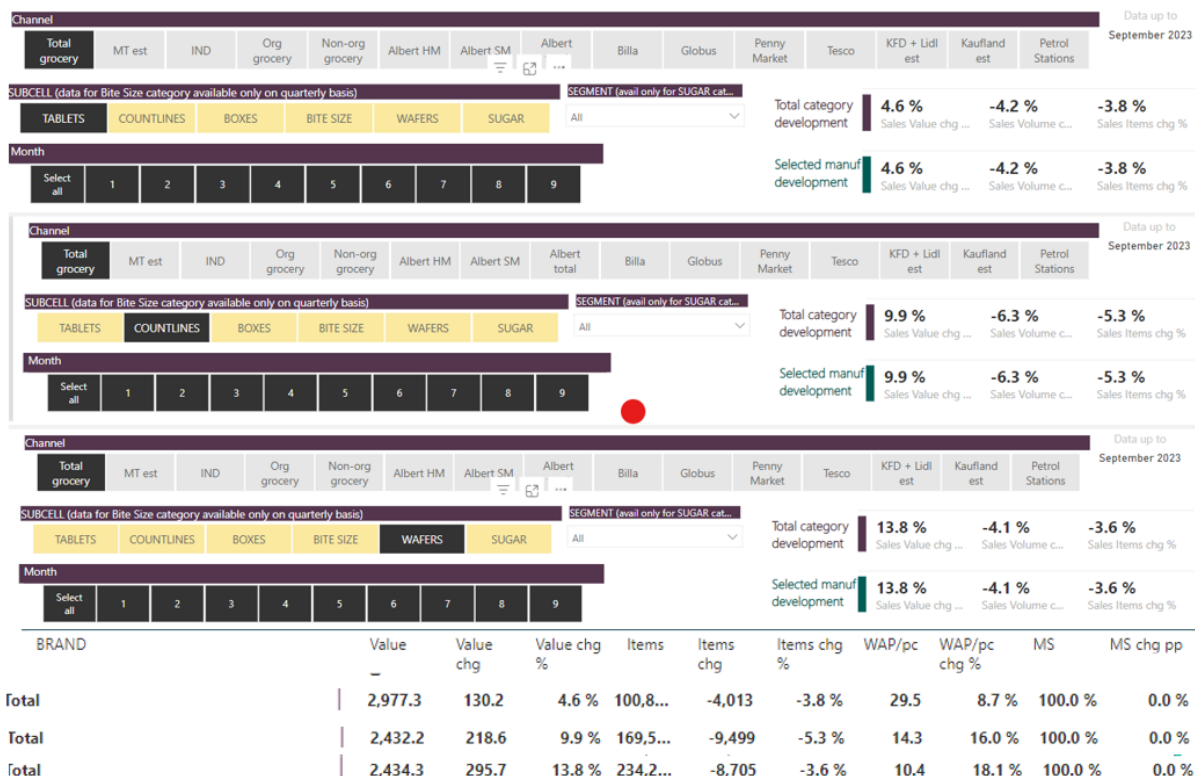 Channel
Data up to
September 2023
Total grocery MT est IND Org grocery Non-org grocery Albert HM Albert SM Albert Billa Globus Penny Market Tesco KFD + Lidl est Kaufland est Petrol Stations
SUBCELL (data for Bite Size category available only on quarterly basis) SEGMENT (avail only for SUGAR cat...
TABLETS COUNTLINES BOXES BITE SIZE WAFERS SUGAR All
Total category development 4.6 % -4.2 % -3.8 %
Sales Value chg ... Sales Volume c... Sales Items chg %
Month
Select all 1 2 3 4 5 6 7 8 9
Selected manuf development 4.6 % -4.2 % -3.8 %
Sales Value chg ... Sales Volume c... Sales Items chg %
Channel
Data up to
September 2023
Total grocery MT est IND Org grocery Non-org grocery Albert HM Albert SM Albert total Billa Globus Penny Market Tesco KFD + Lidl est Kaufland est Petrol Stations
SUBCELL (data for Bite Size category available only on quarterly basis) SEGMENT (avail only for SUGAR cat...
TABLETS COUNTLINES BOXES BITE SIZE WAFERS SUGAR All
Total category development 9.9 % -6.3 % -5.3 %
Sales Value chg ... Sales Volume c... Sales Items chg %
Month
Select all 1 2 3 4 5 6 7 8 9
Selected manuf development 9.9 % -6.3 % -5.3 %
Sales Value chg ... Sales Volume c... Sales Items chg %
Channel
Data up to
September 2023
Total grocery MT est IND Org grocery Non-org grocery Albert HM Albert SM Albert Billa Globus Penny Market Tesco KFD + Lidl est Kaufland est Petrol Stations
SUBCELL (data for Bite Size category available only on quarterly basis) SEGMENT (avail only for SUGAR cat...
TABLETS COUNTLINES BOXES BITE SIZE WAFERS SUGAR All
Total category development 13.8 % -4.1 % -3.6 %
Sales Value chg ... Sales Volume c... Sales Items chg %
Month
Select all 1 2 3 4 5 6 7 8 9
Selected manuf development 13.8 % -4.1 % -3.6 %
Sales Value chg ... Sales Volume c... Sales Items chg %
BRAND Value Value chg Value chg % Items Items chg Items chg % WAP/pc WAP/pc chg % MS MS chg pp
Total 2,977.3 130.2 4.6 % 100,8... -4,013 -3.8 % 29.5 8.7 % 100.0 % 0.0 %
Total 2,432.2 218.6 9.9 % 169,5... -9,499 -5.3 % 14.3 16.0 % 100.0 % 0.0 %
Total 2,434.3 295.7 13.8 % 234.2... -8.705 -3.6 % 10.4 18.1 % 100.0 % 0.0 %